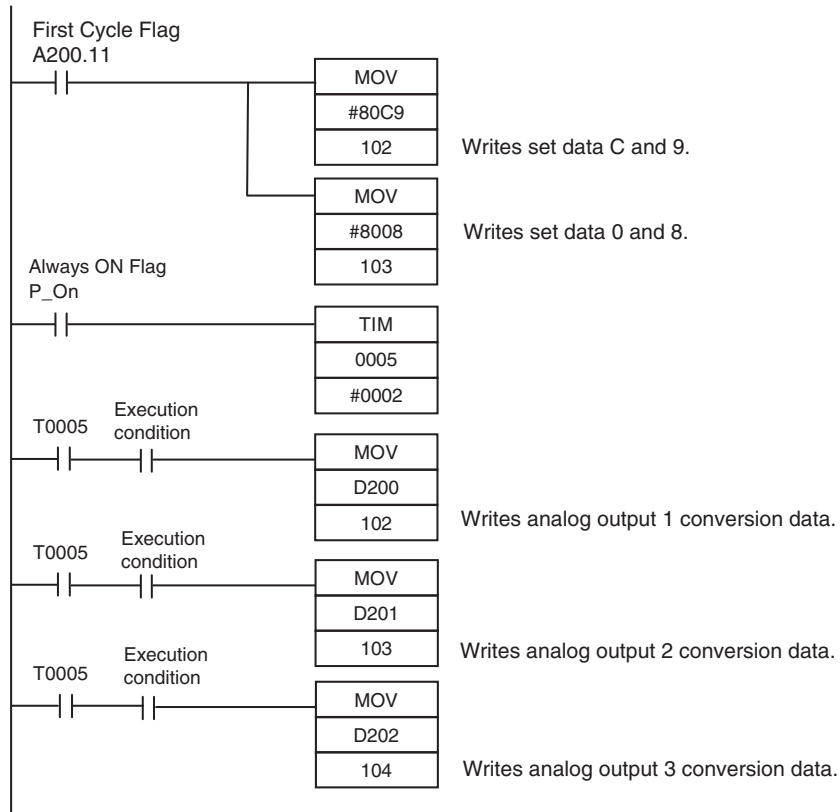 First Cycle Flag
A200.11
MOV
#80C9
102
Writes set data C and 9.
MOV
#8008
103
Writes set data 0 and 8.
Always ON Flag
P_On
TIM
0005
#0002
T0005
Execution
condition
MOV
D200
102
Writes analog output 1 conversion data.
T0005
Execution
condition
MOV
D201
103
Writes analog output 2 conversion data.
T0005
Execution
condition
MOV
D202
104
Writes analog output 3 conversion data.